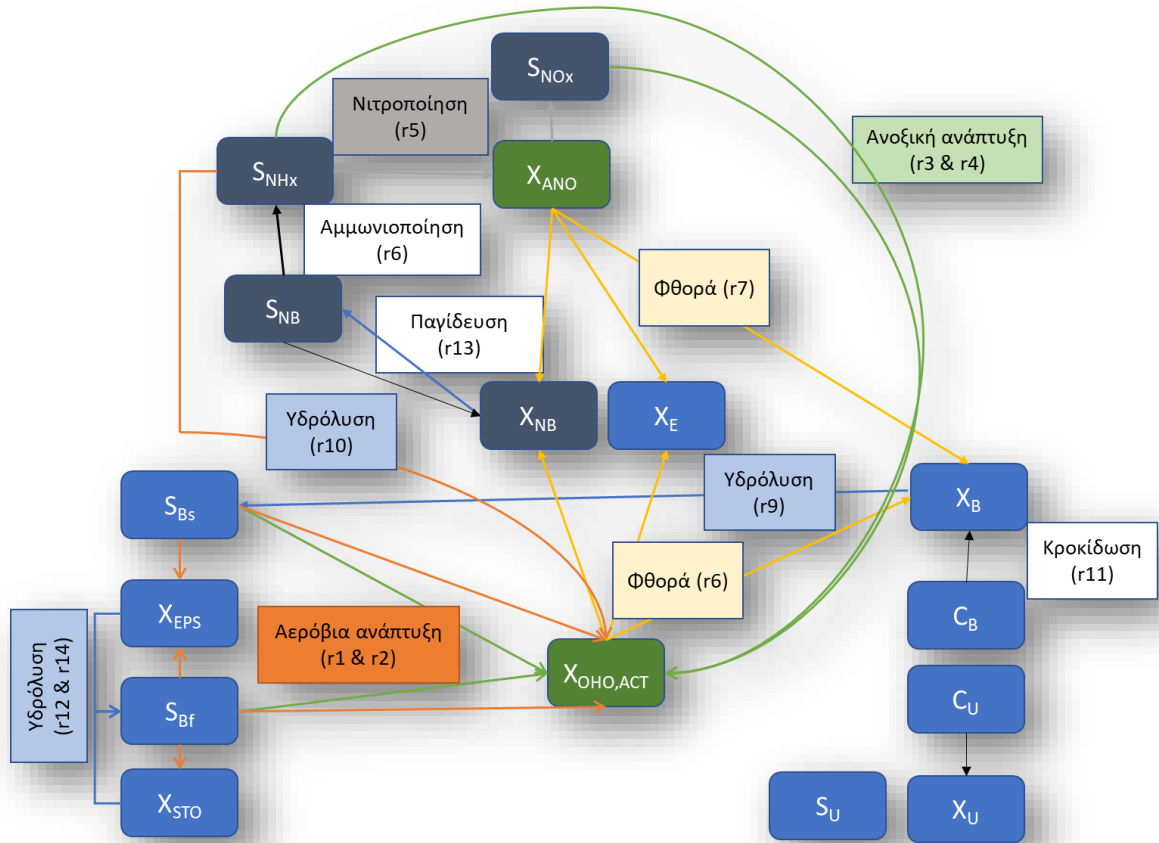 S_NOx
Νιτροποίηση
(r5)
Ανοξική ανάπτυξη
(r3 & r4)
S_NHx
X_ANO
Αμμωνιοποίηση
(r6)
Φθορά (r7)
S_NB
Παγίδευση
(r13)
X_NB
X_E
Υδρόλυση
(r10)
Υδρόλυση
(r9)
X_B
S_Bs
Κροκίδωση
(r11)
Φθορά (r6)
X_EPS
C_B
Αερόβια ανάπτυξη
(r1 & r2)
Υδρόλυση
(r12 & r14)
X_OHO,ACT
S_Bf
C_U
X_STO
S_U
X_U